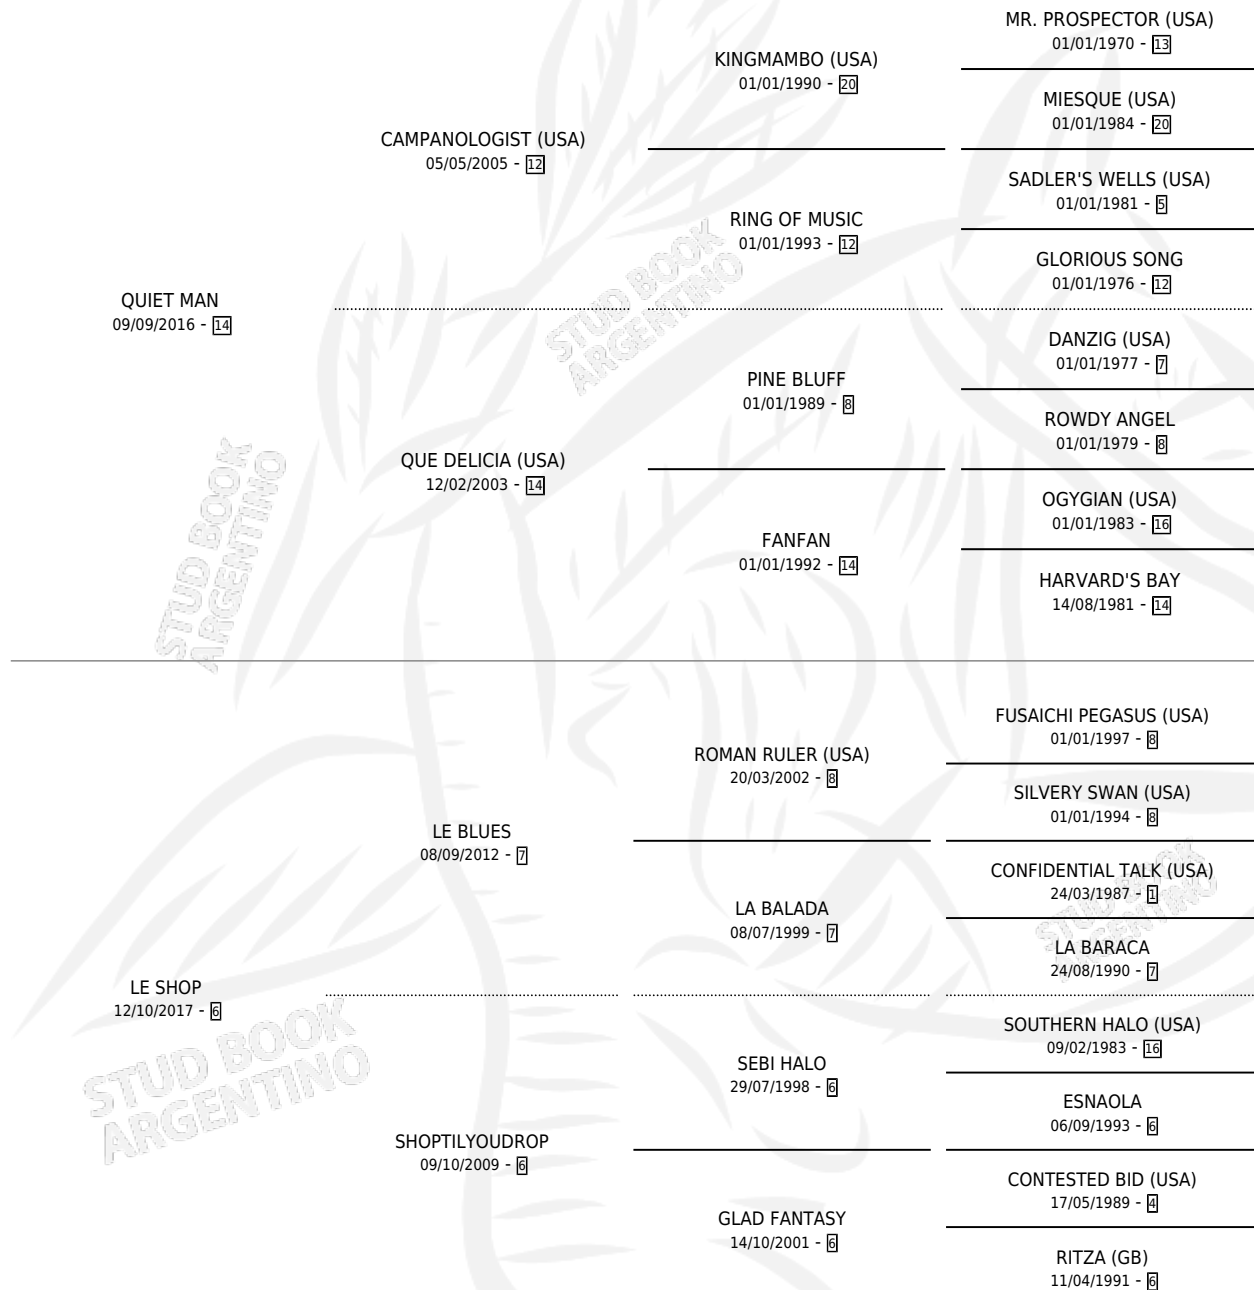 MR. PROSPECTOR (USA)
01/01/1970 - 13
KINGMAMBO (USA)
01/01/1990 - 20
MIESQUE (USA)
01/01/1984 - 20
CAMPANOLOGIST (USA)
05/05/2005 - 12
SADLER'S WELLS (USA)
01/01/1981 - 5
RING OF MUSIC
01/01/1993 - 12
GLORIOUS SONG
01/01/1976 - 12
QUIET MAN
09/09/2016 - 14
DANZIG (USA)
01/01/1977 - 7
PINE BLUFF
01/01/1989 - 8
ROWDY ANGEL
01/01/1979 - 8
QUE DELICIA (USA)
12/02/2003 - 14
OGYGIAN (USA)
01/01/1983 - 16
FANFAN
01/01/1992 - 14
HARVARD'S BAY
14/08/1981 - 14
FUSAICHI PEGASUS (USA)
01/01/1997 - 8
ROMAN RULER (USA)
20/03/2002 - 8
SILVERY SWAN (USA)
01/01/1994 - 8
LE BLUES
08/09/2012 - 7
CONFIDENTIAL TALK (USA)
24/03/1987 - 1
LA BALADA
08/07/1999 - 7
LA BARACA
24/08/1990 - 7
LE SHOP
12/10/2017 - 6
SOUTHERN HALO (USA)
09/02/1983 - 16
SEBI HALO
29/07/1998 - 6
ESNAOLA
06/09/1993 - 6
SHOPTILYOUDROP
09/10/2009 - 6
CONTESTED BID (USA)
17/05/1989 - 4
GLAD FANTASY
14/10/2001 - 6
RITZA (GB)
11/04/1991 - 6
STUD BOOK
ARGENTINO
STUD BOOK
ARGENTINO
STUD BOOK
ARGENTINO
STUD BOOK
ARGENTINO